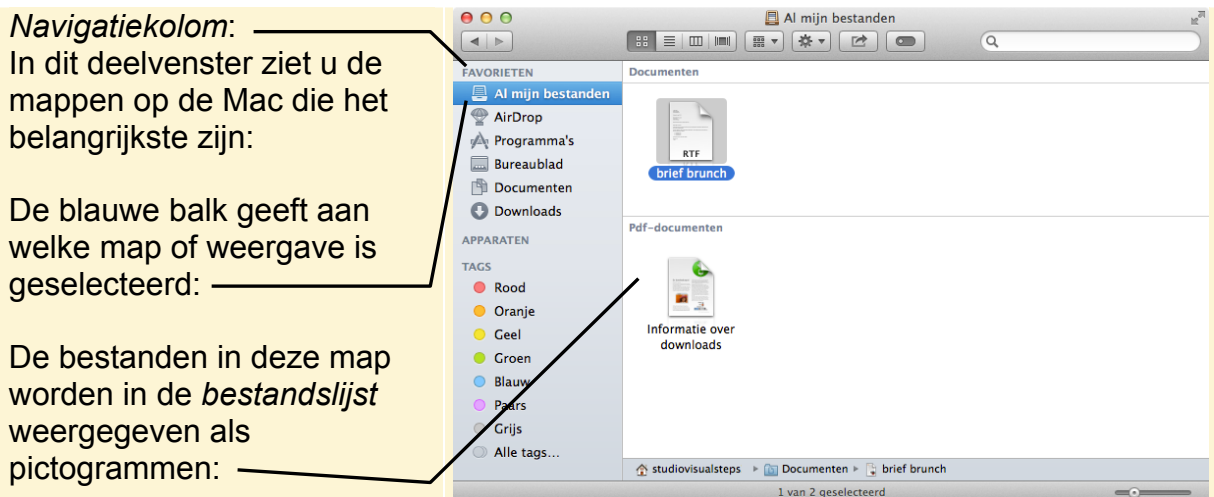 Navigatiekolom:
In dit deelvenster ziet u de
mappen op de Mac die het
belangrijkste zijn:
De blauwe balk geeft aan
welke map of weergave is
geselecteerd:
De bestanden in deze map
worden in de bestandslijst
weergegeven als
pictogrammen:
Al mijn bestanden
FAVORIETEN
Al mijn bestanden
AirDrop
Programma's
Bureaublad
Documenten
Downloads
APPARATEN
TAGS
Rood
Oranje
Geel
Groen
Blauw
Paars
Grijs
Alle tags...
Documenten
RTF
brief brunch
Pdf-documenten
Informatie over
downloads
studiovisualsteps ▸ Documenten ▸ brief brunch
1 van 2 geselecteerd